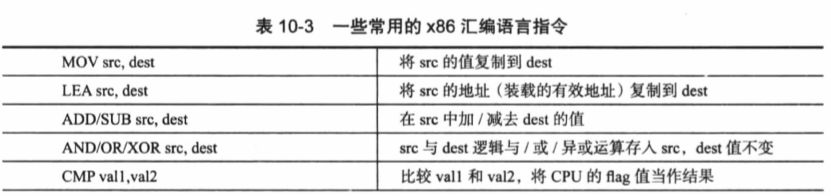 表 10-3 一些常用的 x86 汇编语言指令
MOV src, dest 将 src 的值复制到 dest
LEA src, dest 将 src 的地址（装载的有效地址）复制到 dest
ADD/SUB src, dest 在 src 中加 / 减去 dest 的值
AND/OR/XOR src, dest src 与 dest 逻辑与 / 或 / 异或运算存入 src，dest 值不变
CMP val1,val2 比较 val1 和 val2，将 CPU 的 flag 值当作结果